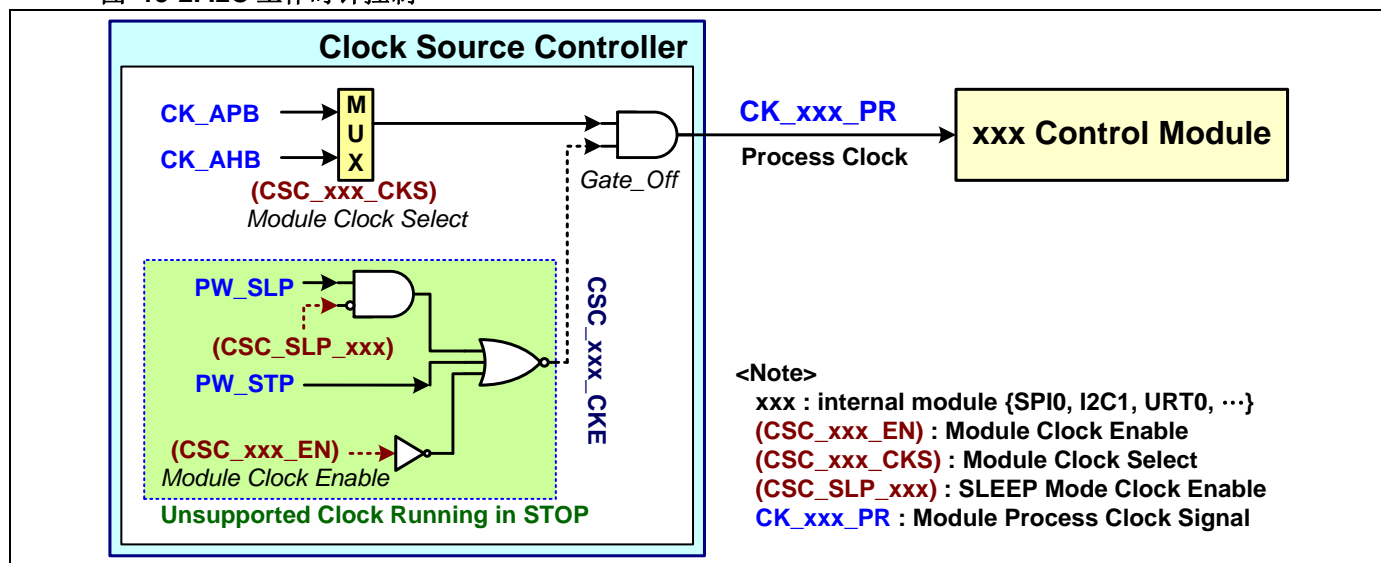 Clock Source Controller
CK_APB
CK_AHB
M
U
X
(CSC_xxx_CKS)
Module Clock Select
Gate_Off
CK_xxx_PR
Process Clock
xxx Control Module
PW_SLP
(CSC_SLP_xxx)
PW_STP
(CSC_xxx_EN)
Module Clock Enable
Unsupported Clock Running in STOP
CSC_xxx_CKE
<Note>
xxx : internal module {SPI0, I2C1, URT0, ⋯}
(CSC_xxx_EN) : Module Clock Enable
(CSC_xxx_CKS) : Module Clock Select
(CSC_SLP_xxx) : SLEEP Mode Clock Enable
CK_xxx_PR : Module Process Clock Signal